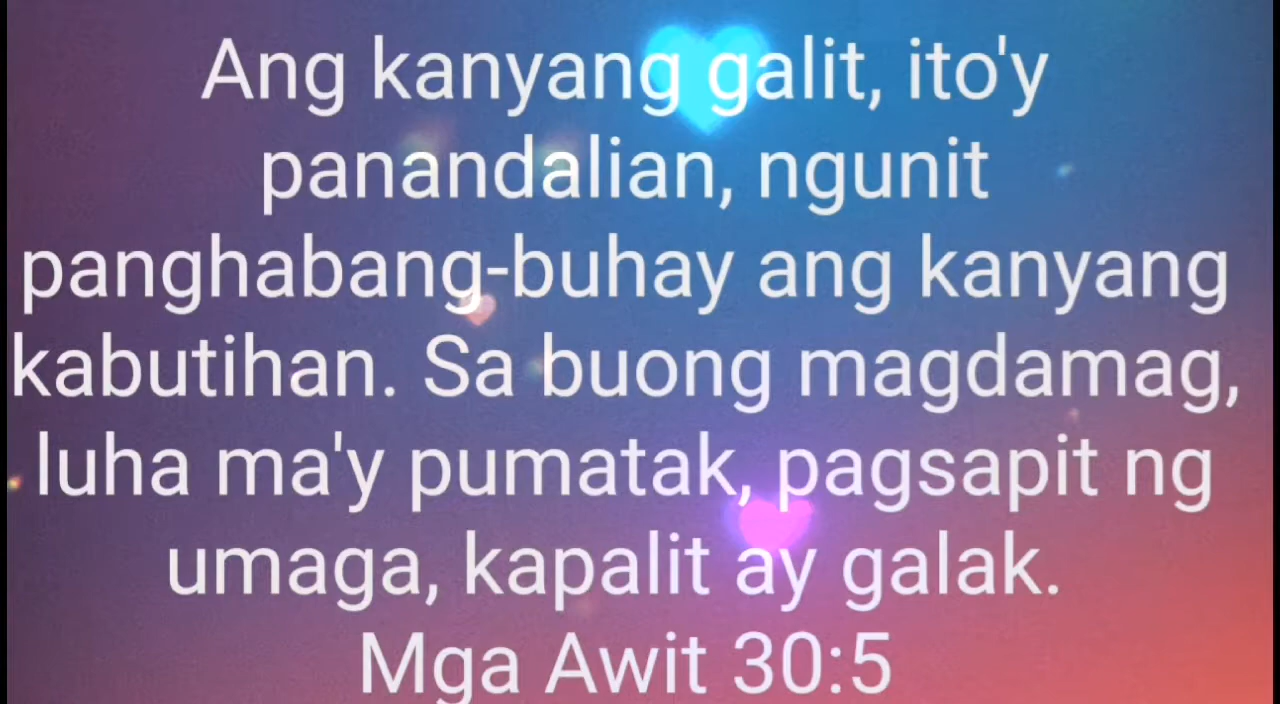 Ang kanyang galit, ito'y
panandalian, ngunit
panghabang-buhay ang kanyang
kabutihan. Sa buong magdamag,
luha ma'y pumatak, pagsapit ng
umaga, kapalit ay galak.
Mga Awit 30:5